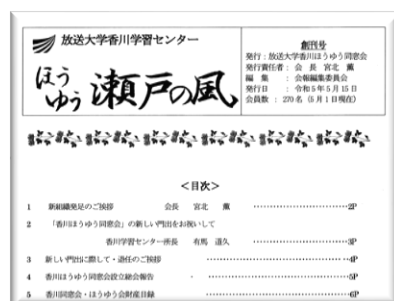 放送大学香川学習センター
ほうゆう 瀬戸の風
創刊号
発行：放送大学香川ほうゆう同窓会
発行責任者：会 長 宮北 薫
編 集 ：会報編集委員会
発行日 ：令和5年5月15日
会員数 ：270名（5月1日現在）
＜目次＞
1 新組織発足のご挨拶 会長 宮北 薫 ‥‥‥‥‥‥‥‥2P
2 「香川ほうゆう同窓会」の新しい門出をお祝いして
香川学習センター所長 有馬 道久 ‥‥‥‥‥‥‥‥3P
3 新しい門出に際して・退任のご挨拶 ‥‥‥‥‥‥‥‥4P
4 香川ほうゆう同窓会設立総会報告 ‥‥‥‥‥‥‥‥5P
5 香川同窓会・ほうゆう会財産目録 ‥‥‥‥‥‥‥‥6P